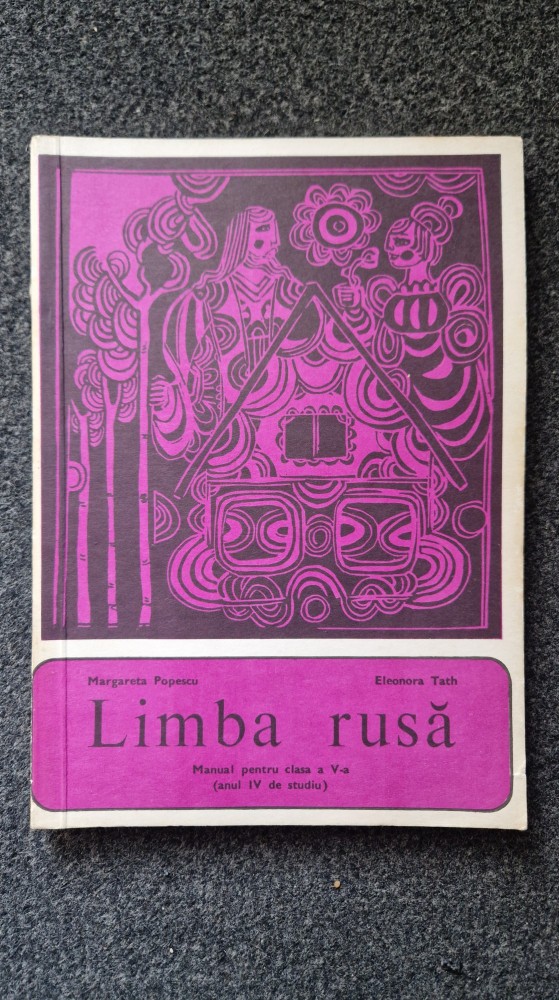 Margareta Popescu Eleonora Tath
Limba rusă
Manual pentru clasa a V-a
(anul IV de studiu)